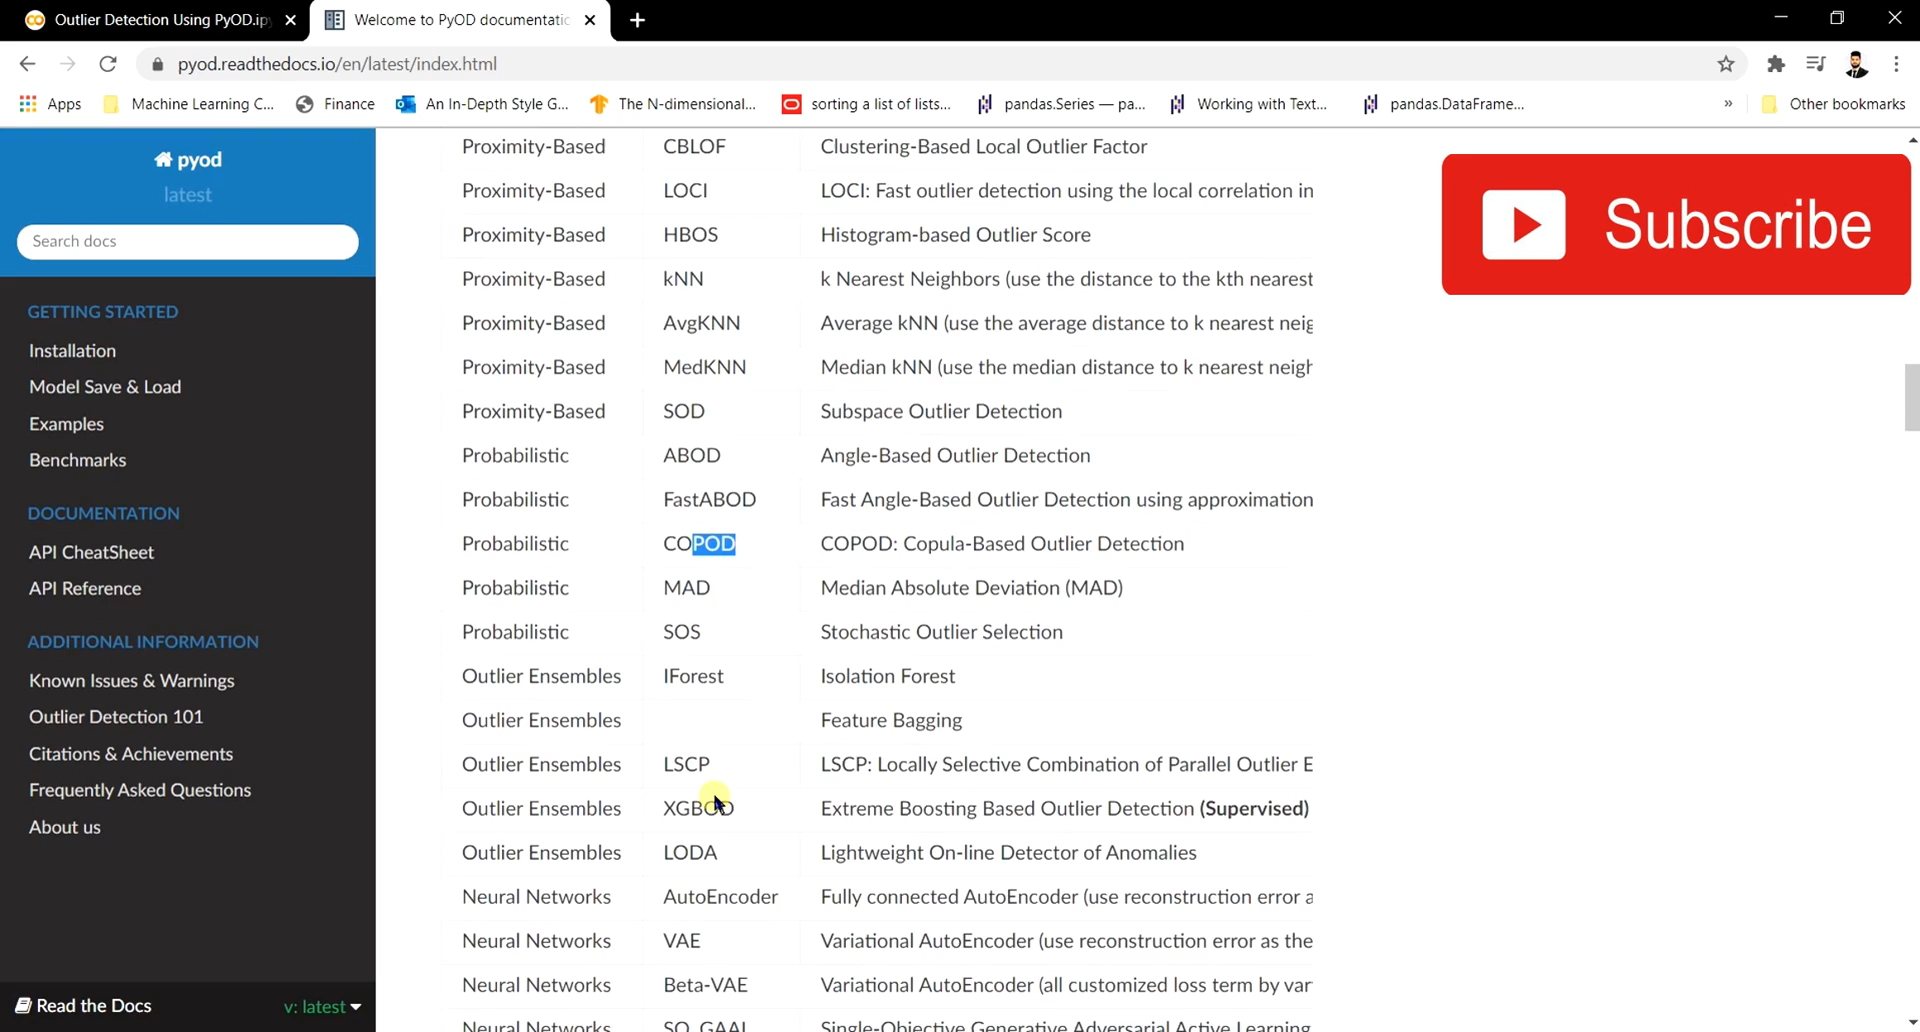 Outlier Detection Using PyOD.ip
Welcome to PyOD documentatic
pyod.readthedocs.io/en/latest/index.html
Apps
Machine Learning C...
Finance
An In-Depth Style G...
The N-dimensional...
sorting a list of lists...
pandas.Series — pa...
Working with Text...
pandas.DataFrame...
»
Other bookmarks
pyod
latest
Search docs
GETTING STARTED
Installation
Model Save & Load
Examples
Benchmarks
DOCUMENTATION
API CheatSheet
API Reference
ADDITIONAL INFORMATION
Known Issues & Warnings
Outlier Detection 101
Citations & Achievements
Frequently Asked Questions
About us
Read the Docs v: latest
Proximity-Based CBLOF Clustering-Based Local Outlier Factor
Proximity-Based LOCI LOCI: Fast outlier detection using the local correlation in
Proximity-Based HBOS Histogram-based Outlier Score
Proximity-Based kNN k Nearest Neighbors (use the distance to the kth nearest
Proximity-Based AvgKNN Average kNN (use the average distance to k nearest neig
Proximity-Based MedKNN Median kNN (use the median distance to k nearest neigh
Proximity-Based SOD Subspace Outlier Detection
Probabilistic ABOD Angle-Based Outlier Detection
Probabilistic FastABOD Fast Angle-Based Outlier Detection using approximation
Probabilistic COPOD COPOD: Copula-Based Outlier Detection
Probabilistic MAD Median Absolute Deviation (MAD)
Probabilistic SOS Stochastic Outlier Selection
Outlier Ensembles IForest Isolation Forest
Outlier Ensembles Feature Bagging
Outlier Ensembles LSCP LSCP: Locally Selective Combination of Parallel Outlier E
Outlier Ensembles XGBOD Extreme Boosting Based Outlier Detection (Supervised)
Outlier Ensembles LODA Lightweight On-line Detector of Anomalies
Neural Networks AutoEncoder Fully connected AutoEncoder (use reconstruction error a
Neural Networks VAE Variational AutoEncoder (use reconstruction error as the
Neural Networks Beta-VAE Variational AutoEncoder (all customized loss term by var
Neural Networks SO_GAAL Single-Objective Generative Adversarial Active Learning
Subscribe